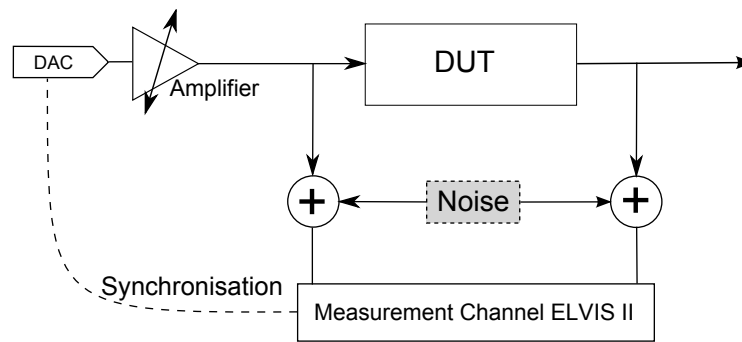 DAC
Amplifier
DUT
+
Noise
+
Synchronisation
Measurement Channel ELVIS II